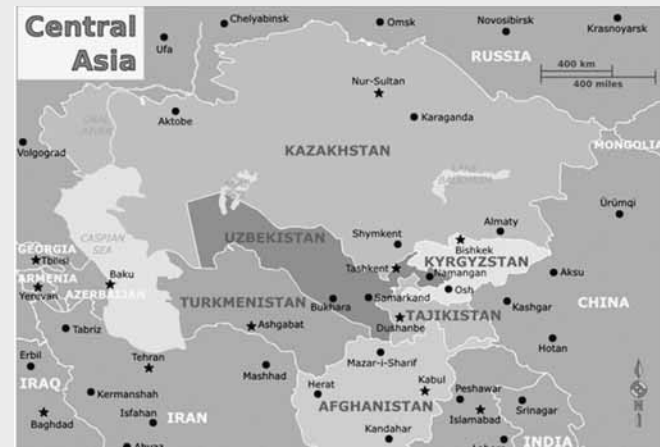 Central
Asia
Chelyabinsk
Omsk
Novosibirsk
Krasnoyarsk
Ufa
RUSSIA
400 km
400 miles
Nur-Sultan
Aktobe
Karaganda
Volgograd
KAZAKHSTAN
MONGOLIA
Ürümqi
CASPIAN
SEA
UZBEKISTAN
Shymkent
Almaty
Bishkek
GEORGIA
Tbilisi
KYRGYZSTAN
Tashkent
Namangan
Aksu
ARMENIA
Baku
Osh
Yerevan
AZERBAIJAN
TURKMENISTAN
Bukhara
Samarkand
TAJIKISTAN
Kashgar
CHINA
Tabriz
Ashgabat
Dushanbe
Hotan
Erbil
Tehran
Mashhad
Mazar-i-Sharif
IRAQ
Kermanshah
Herat
Kabul
Peshawar
Srinagar
Baghdad
Isfahan
IRAN
AFGHANISTAN
Islamabad
Kandahar
INDIA
N